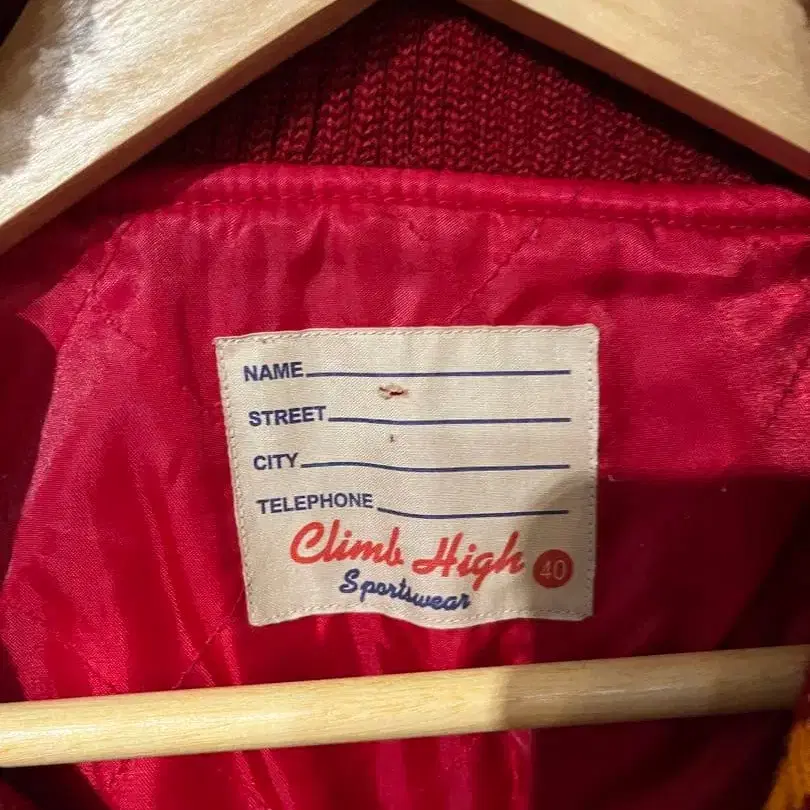 NAME
STREET
CITY
TELEPHONE
Climb High 40
Sportswear